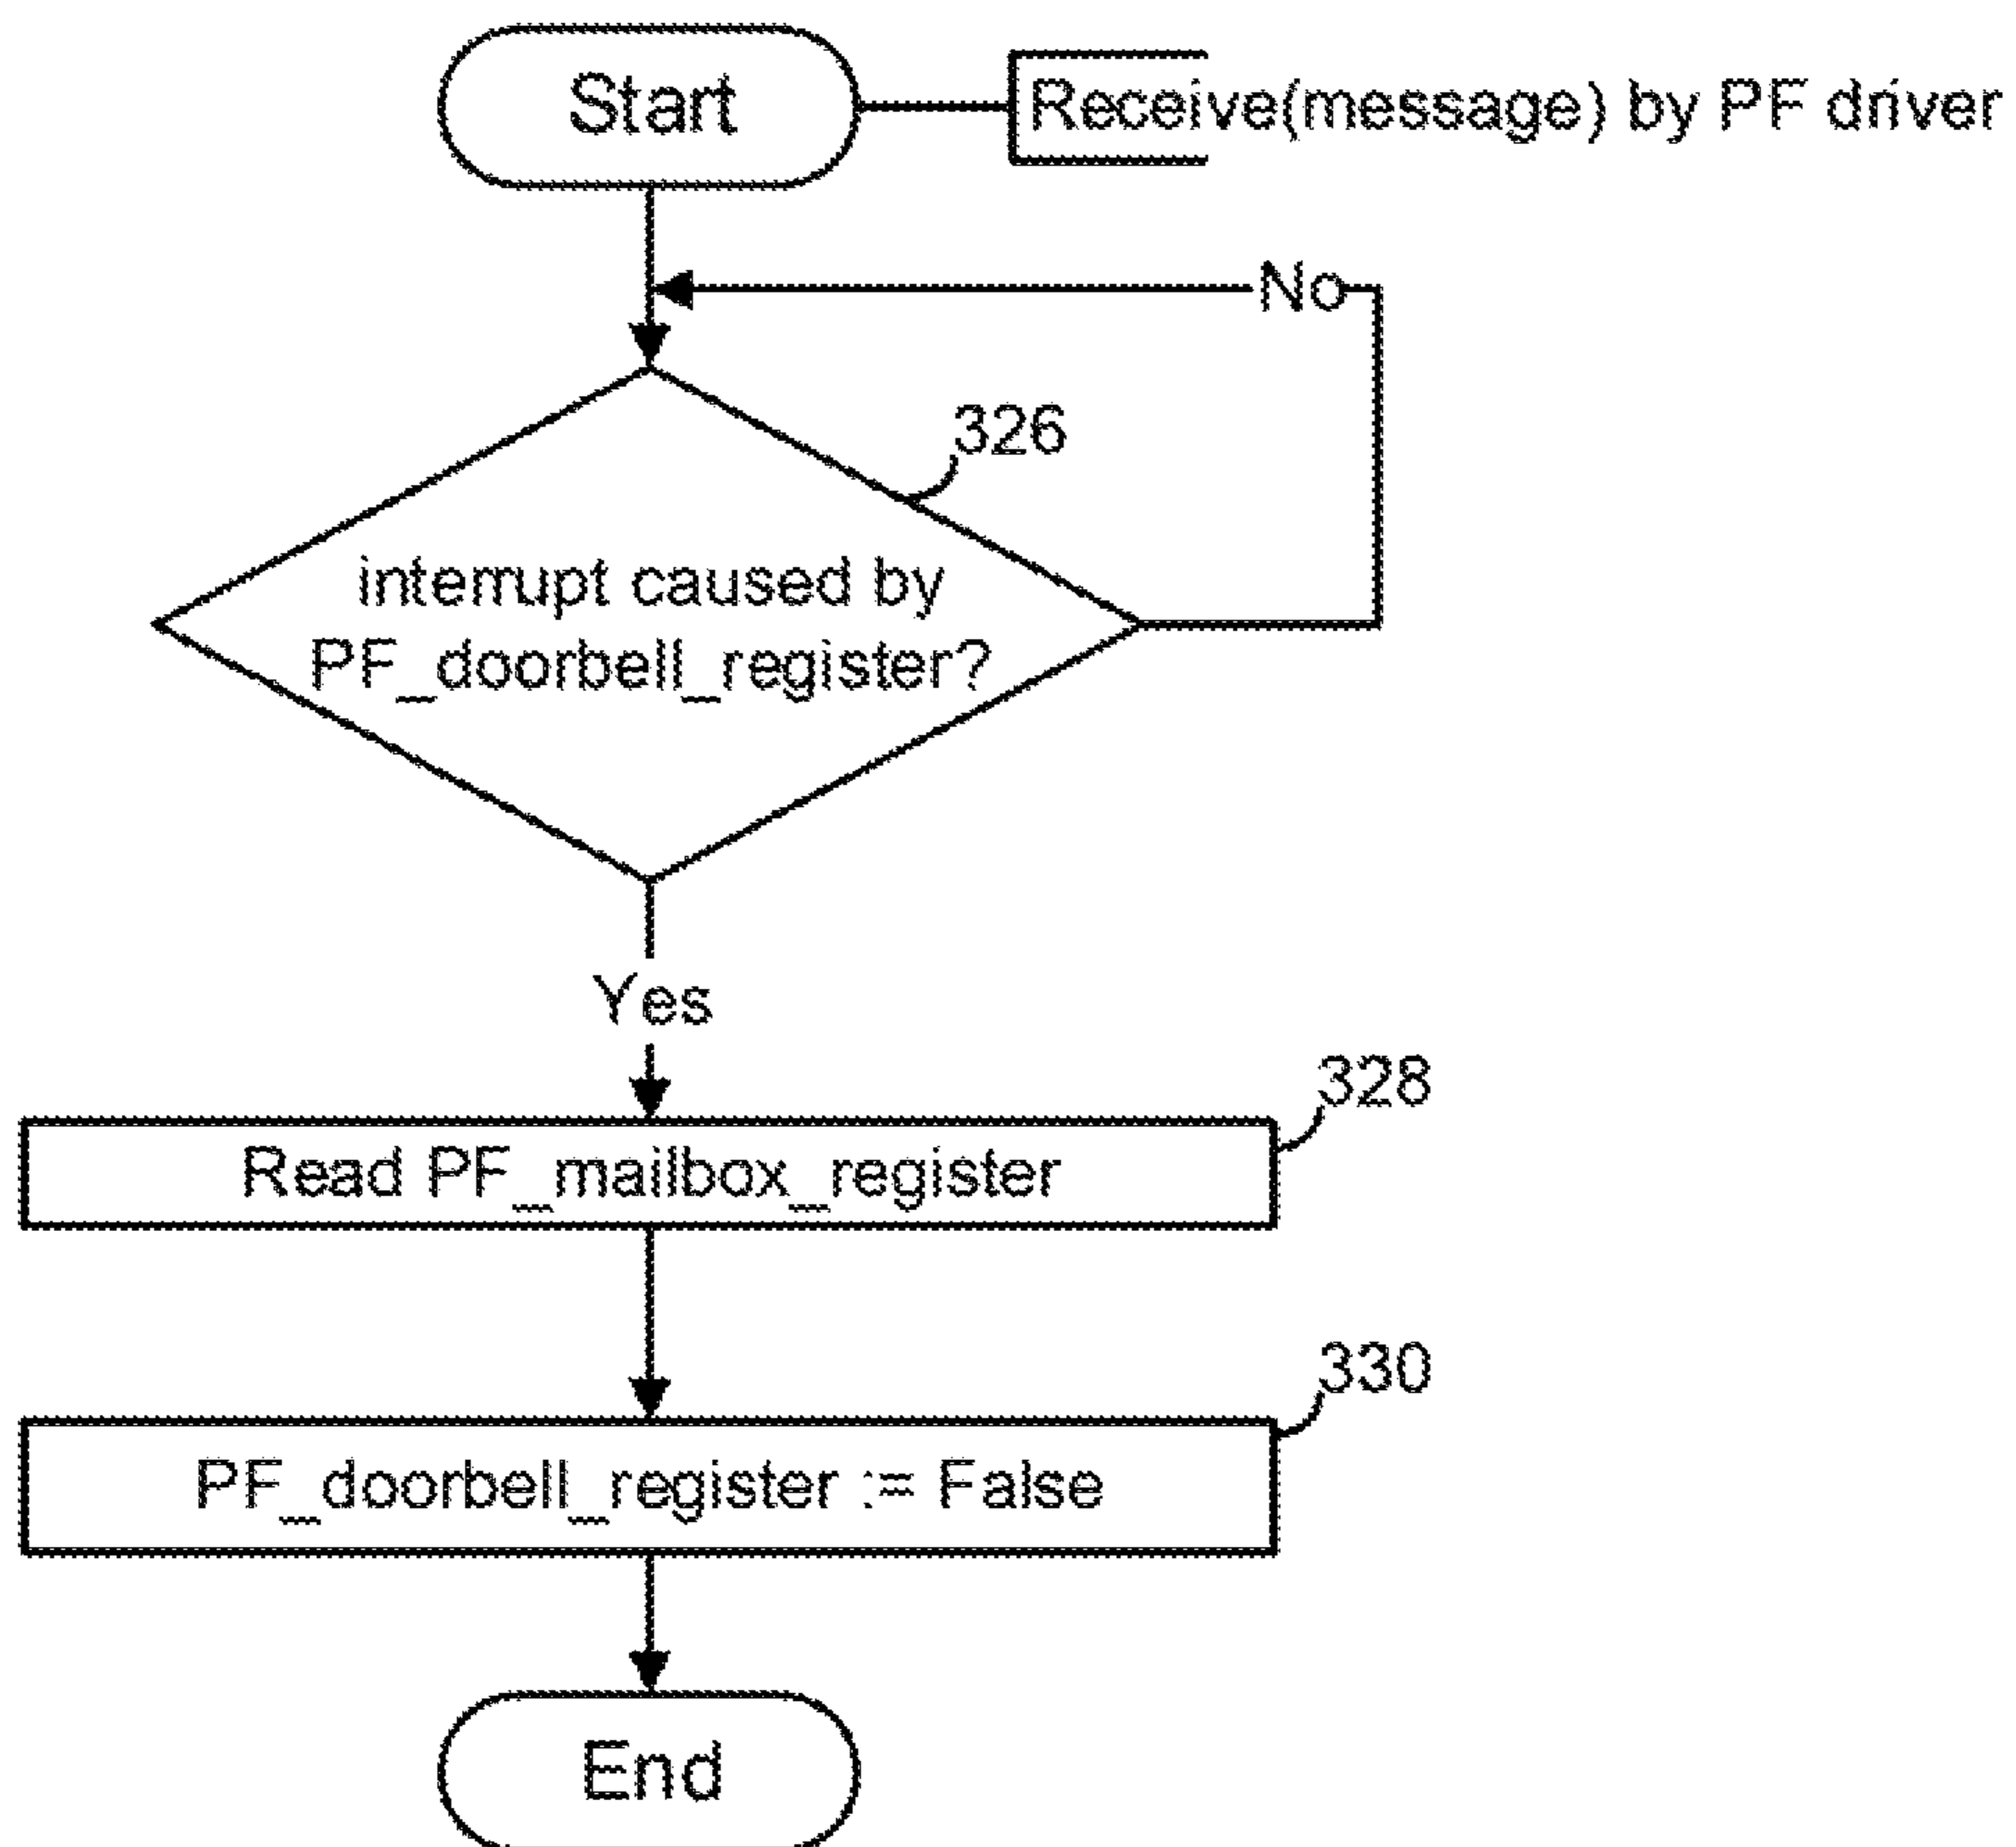 Start
Receive(message) by PF driver
No
326
interrupt caused by
PF_doorbell_register?
Yes
328
Read PF_mailbox_register
330
PF_doorbell_register := False
End